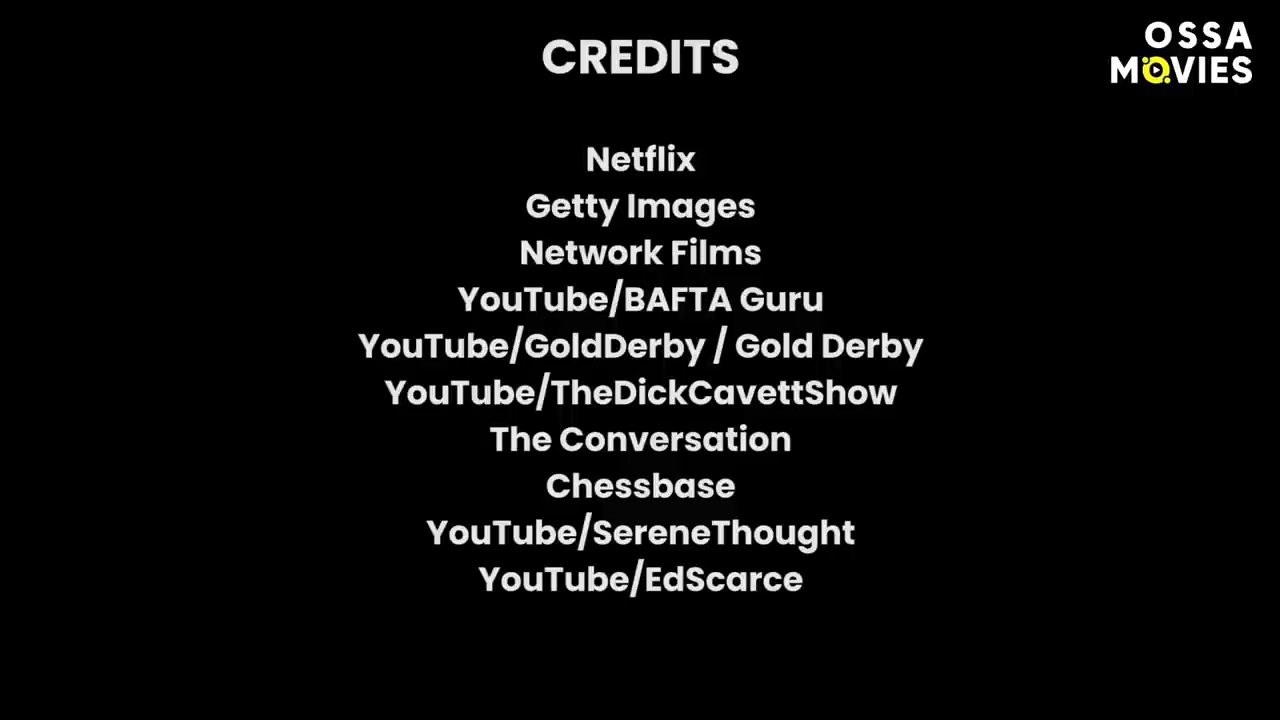 CREDITS
OSSA
MOVIES
Netflix
Getty Images
Network Films
YouTube/BAFTA Guru
YouTube/GoldDerby / Gold Derby
YouTube/TheDickCavettShow
The Conversation
Chessbase
YouTube/SereneThought
YouTube/EdScarce